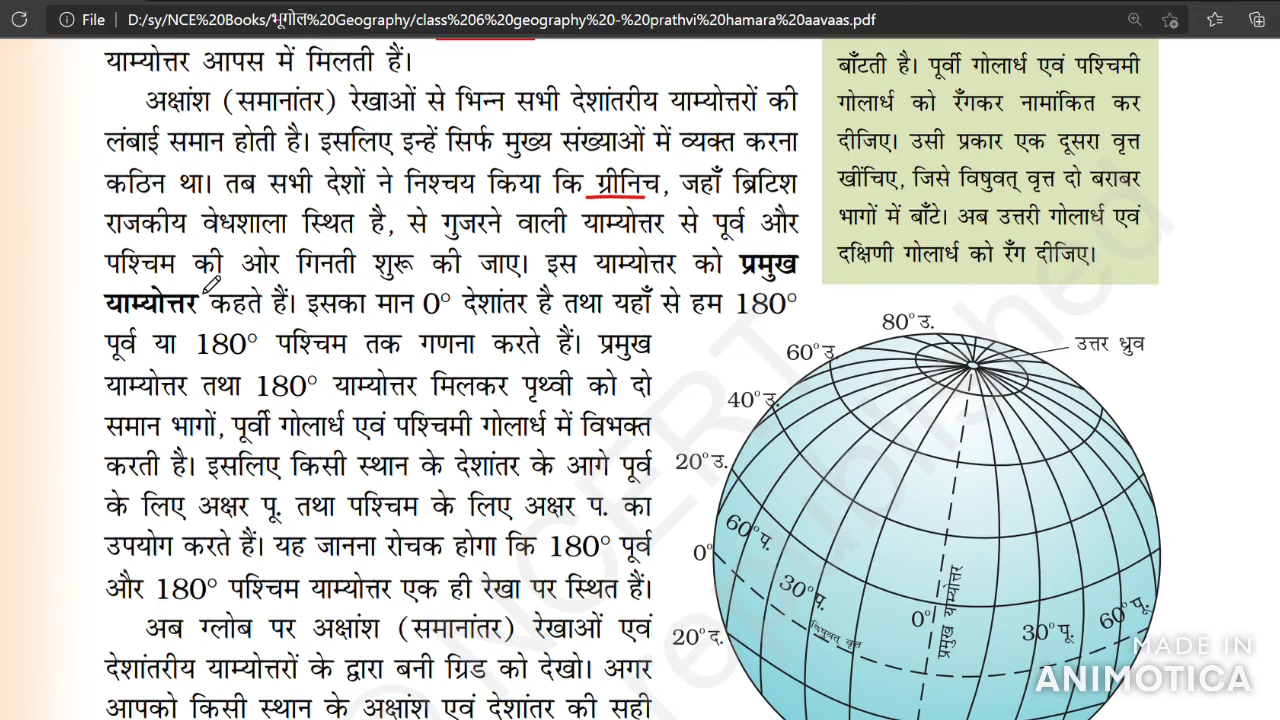 File D:/sy/NCE%20Books/भूगोल%20Geography/class%206%20geography%20-%20prathvi%20hamara%20aavaas.pdf
याम्योत्तर आपस में मिलती हैं।
अक्षांश (समानांतर) रेखाओं से भिन्न सभी देशांतरीय याम्योत्तरों की
लंबाई समान होती है। इसलिए इन्हें सिर्फ मुख्य संख्याओं में व्यक्त करना
कठिन था। तब सभी देशों ने निश्चय किया कि ग्रीनिच, जहाँ ब्रिटिश
राजकीय वेधशाला स्थित है, से गुजरने वाली याम्योत्तर से पूर्व और
पश्चिम की ओर गिनती शुरू की जाए। इस याम्योत्तर को प्रमुख
याम्योत्तर कहते हैं। इसका मान 0° देशांतर है तथा यहाँ से हम 180°
पूर्व या 180° पश्चिम तक गणना करते हैं। प्रमुख
याम्योत्तर तथा 180° याम्योत्तर मिलकर पृथ्वी को दो
समान भागों, पूर्वी गोलार्ध एवं पश्चिमी गोलार्ध में विभक्त
करती है। इसलिए किसी स्थान के देशांतर के आगे पूर्व
के लिए अक्षर पू. तथा पश्चिम के लिए अक्षर प. का
उपयोग करते हैं। यह जानना रोचक होगा कि 180° पूर्व
और 180° पश्चिम याम्योत्तर एक ही रेखा पर स्थित हैं।
अब ग्लोब पर अक्षांश (समानांतर) रेखाओं एवं
देशांतरीय याम्योत्तरों के द्वारा बनी ग्रिड को देखो। अगर
आपको किसी स्थान के अक्षांश एवं देशांतर की सही
बाँटती है। पूर्वी गोलार्ध एवं पश्चिमी
गोलार्ध को रँगकर नामांकित कर
दीजिए। उसी प्रकार एक दूसरा वृत्त
खींचिए, जिसे विषुवत् वृत्त दो बराबर
भागों में बाँटे। अब उत्तरी गोलार्ध एवं
दक्षिणी गोलार्ध को रँग दीजिए।
80° उ.
उत्तर ध्रुव
60° उ.
40° उ.
20° उ.
60° प.
0°
30° प.
विषुवत् वृत्त
0°
प्रमुख याम्योत्तर
30° पू.
60° पू.
20° द.
NCERT
republished
MADE IN
ANIMOTICA